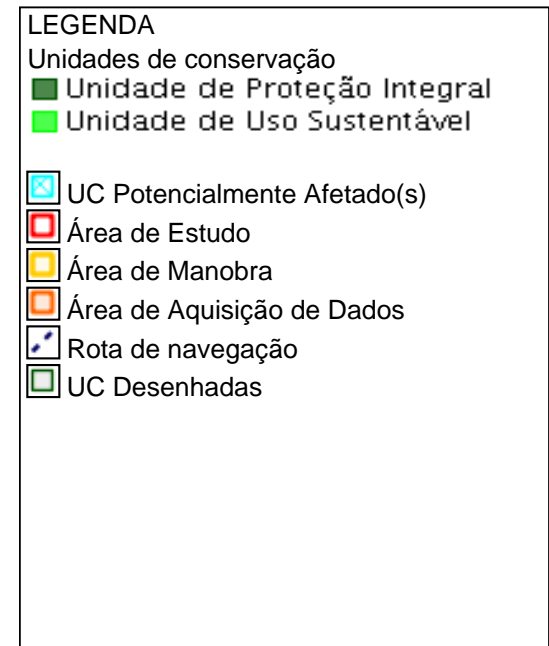 LEGENDA
Unidades de conservação
Unidade de Proteção Integral
Unidade de Uso Sustentável
UC Potencialmente Afetado(s)
Área de Estudo
Área de Manobra
Área de Aquisição de Dados
Rota de navegação
UC Desenhadas